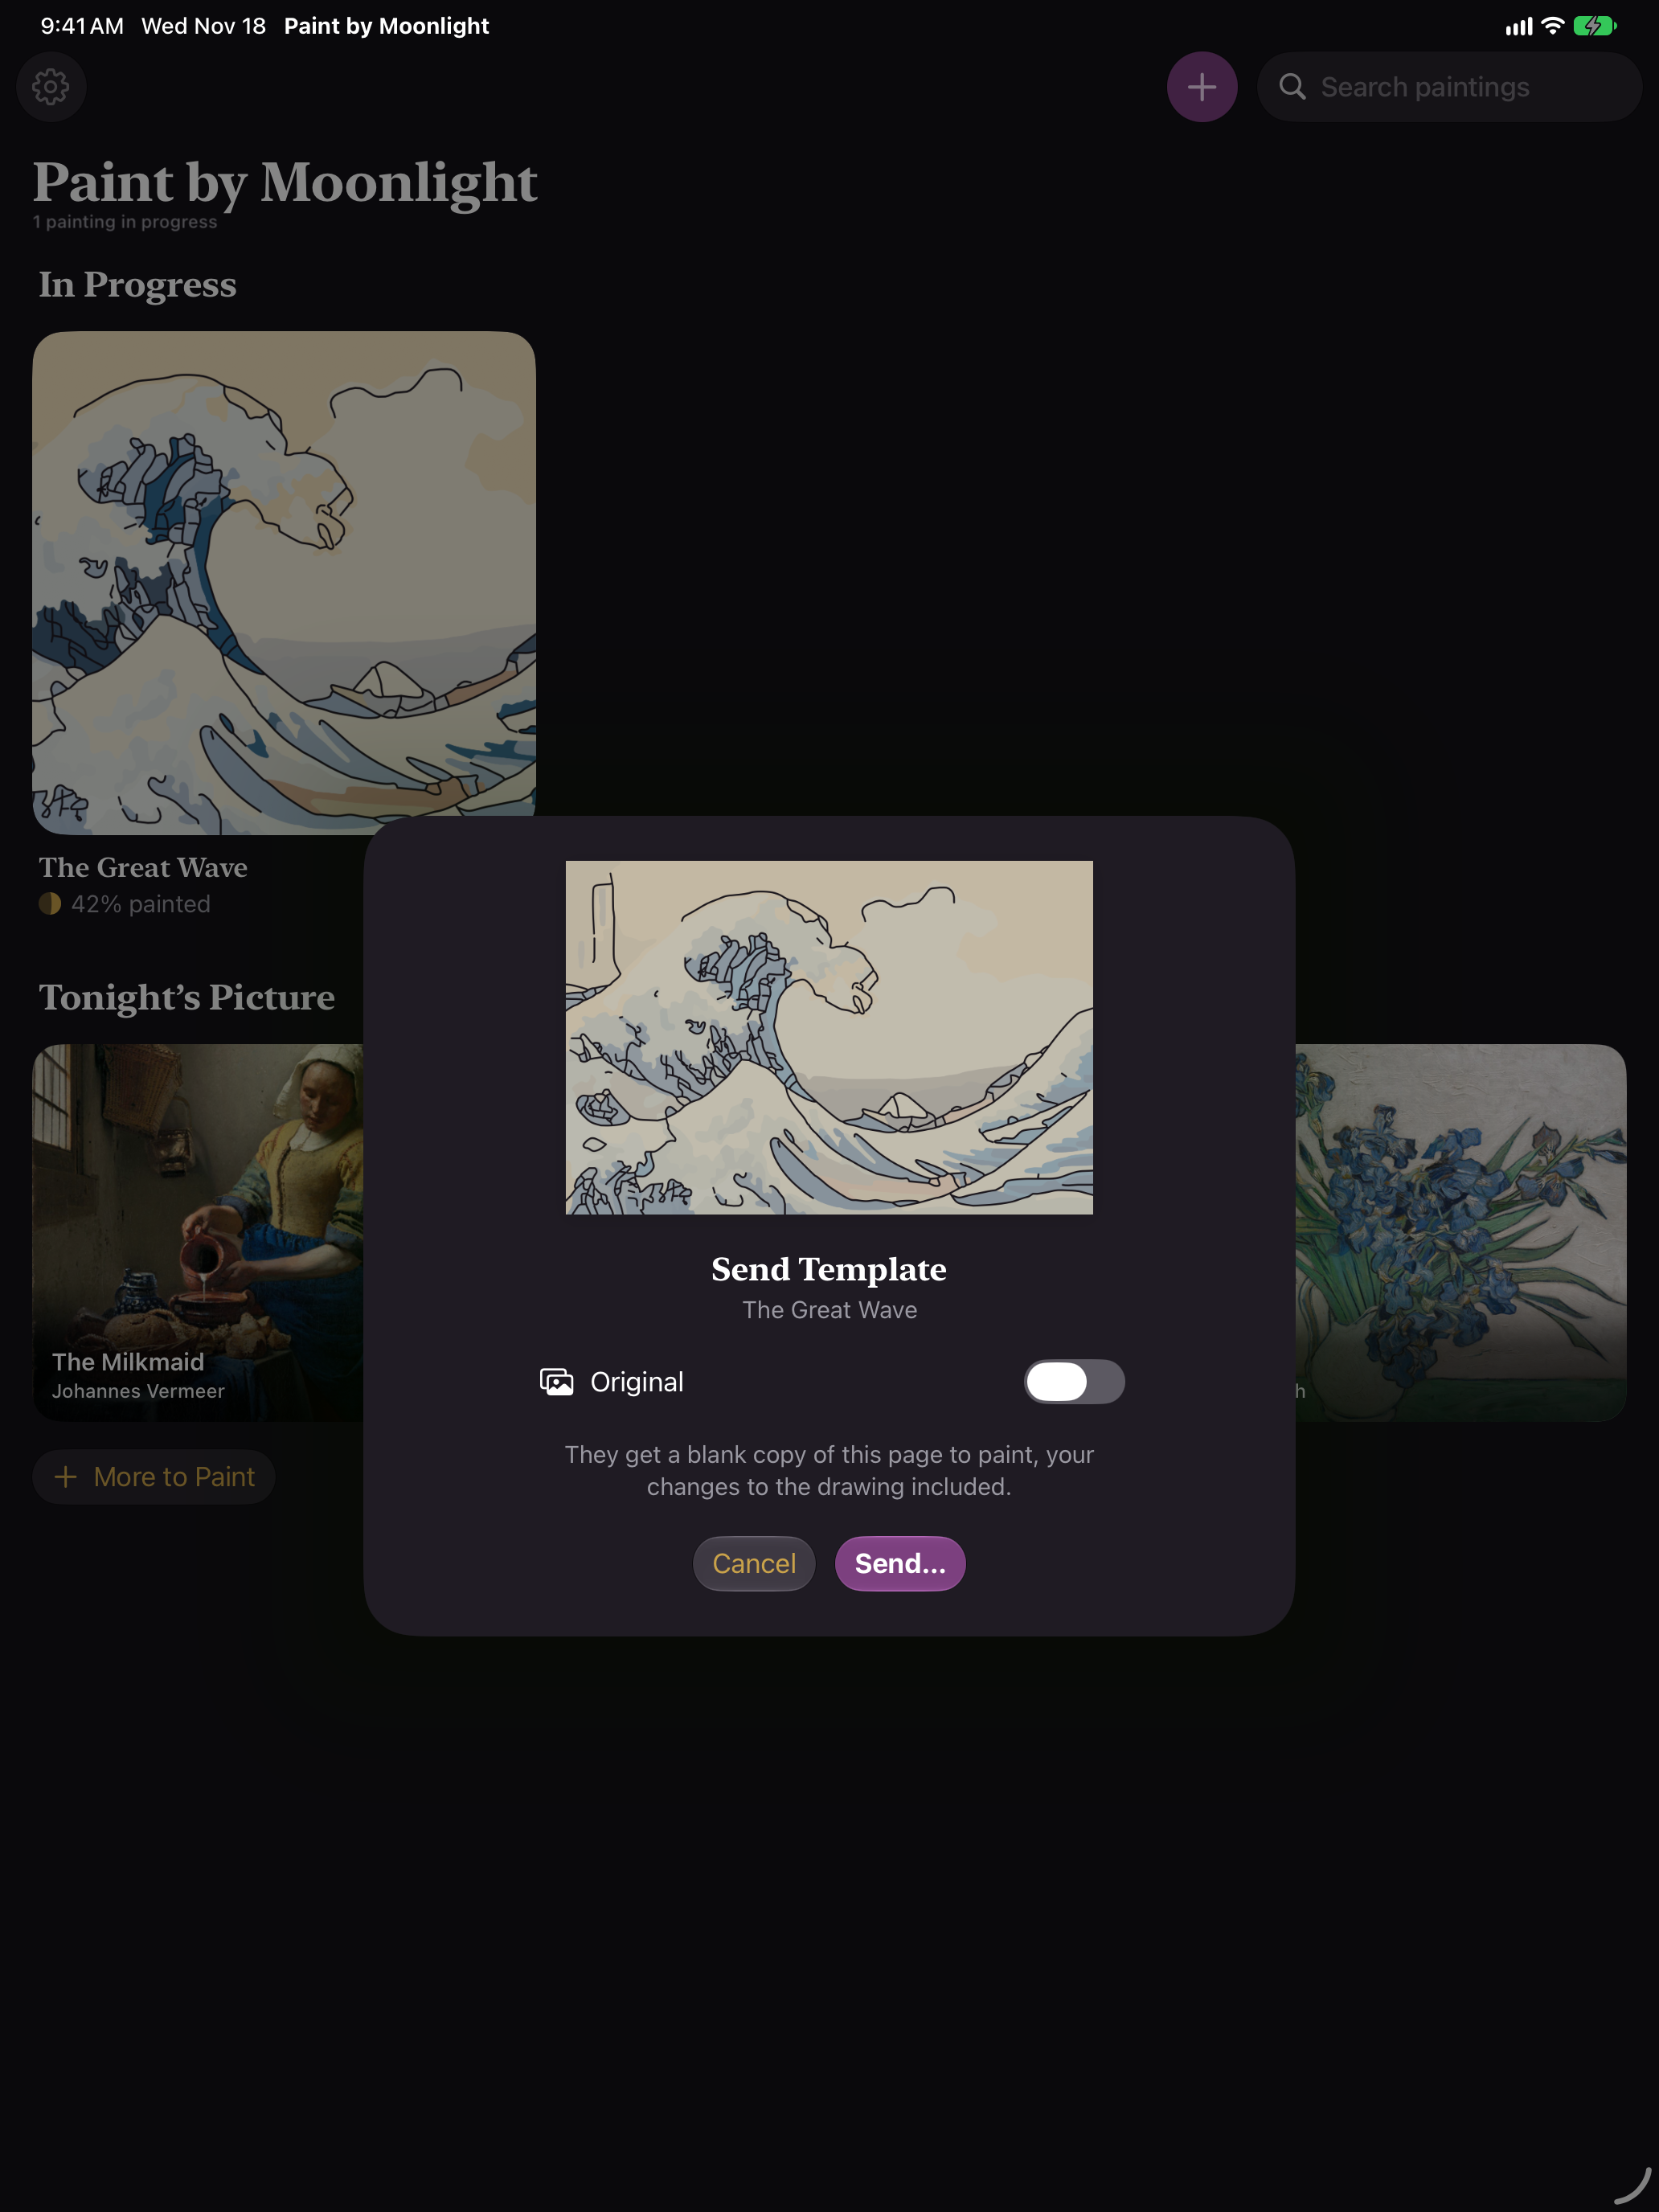 9:41 AM Wed Nov 18 Paint by Moonlight
Search paintings
Paint by Moonlight
1 painting in progress
In Progress
The Great Wave
42% painted
Tonight’s Picture
The Milkmaid
Johannes Vermeer
h
More to Paint
Send Template
The Great Wave
Original
They get a blank copy of this page to paint, your
changes to the drawing included.
Cancel
Send...